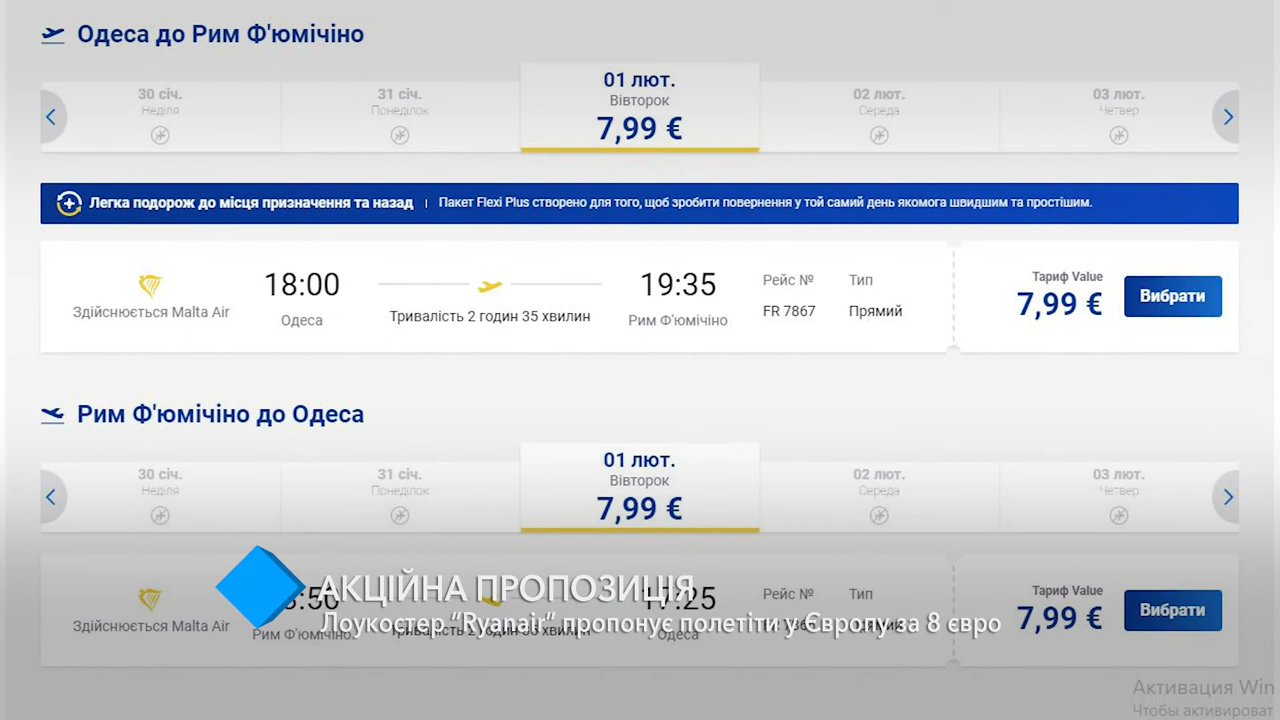 Одеса до Рим Ф'юмічіно
30 січ. 31 січ. 01 лют. 02 лют. 03 лют.
Неділя Понеділок Вівторок Середа Четвер
7,99 €
Легка подорож до місця призначення та назад | Пакет Flexi Plus створено для того, щоб зробити повернення у той самий день якомога швидшим та простішим.
18:00 19:35 Рейс № Тип Тариф Value
Здійснюється Malta Air Одеса Тривалість 2 годин 35 хвилин Рим Ф'юмічіно FR 7867 Прямий 7,99 € Вибрати
Рим Ф'юмічіно до Одеса
30 січ. 31 січ. 01 лют. 02 лют. 03 лют.
Неділя Понеділок Вівторок Середа Четвер
7,99 €
АКЦІЙНА ПРОПОЗИЦІЯ
17:25 Рейс № Тип Тариф Value
Лоукостер “Ryanair” пропонує полетіти у Європу за 8 євро
Здійснюється Malta Air Рим Ф'юмічіно Одеса Прямий 7,99 € Вибрати
Активация Win
Чтобы активироват